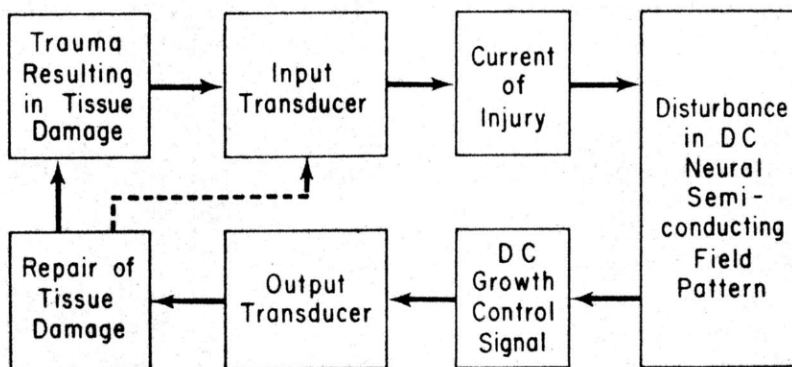 Trauma
Resulting
in Tissue
Damage
Input
Transducer
Current
of
Injury
Disturbance
in DC
Neural
Semi-
conducting
Field
Pattern
Repair of
Tissue
Damage
Output
Transducer
DC
Growth
Control
Signal